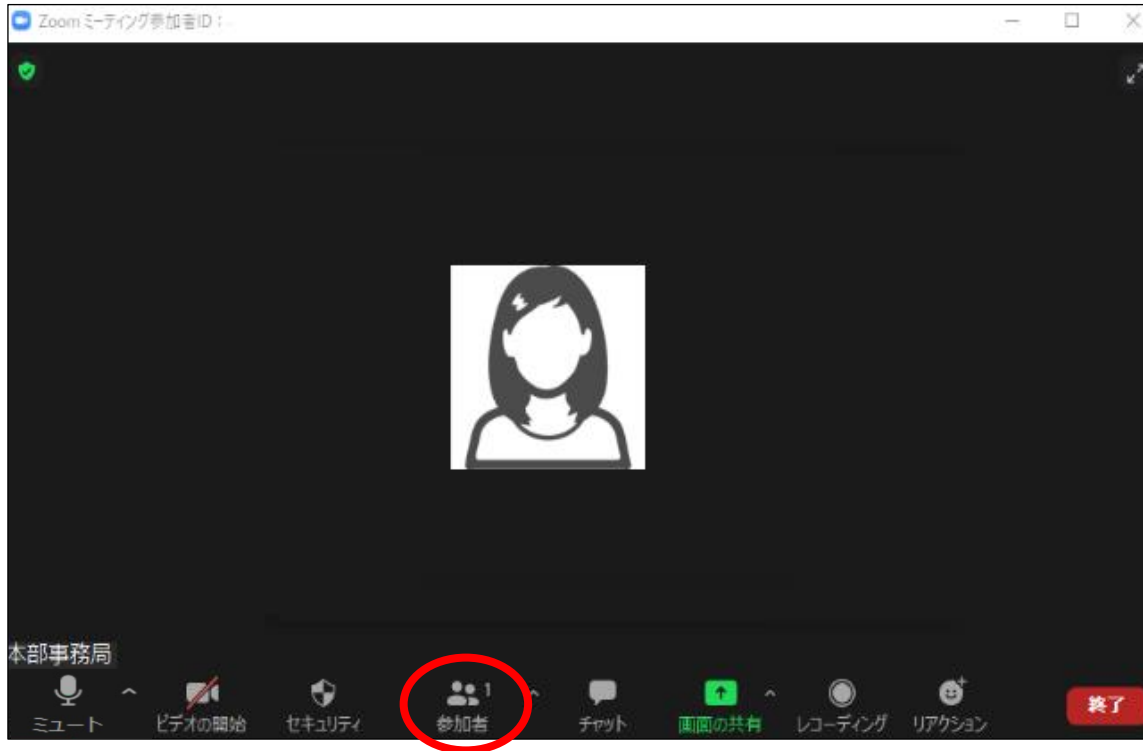 Zoom ミーティング参加者ID：
本部事務局
1
ミュート ビデオの開始 セキュリティ 参加者 チャット 画面の共有 レコーディング リアクション 終了